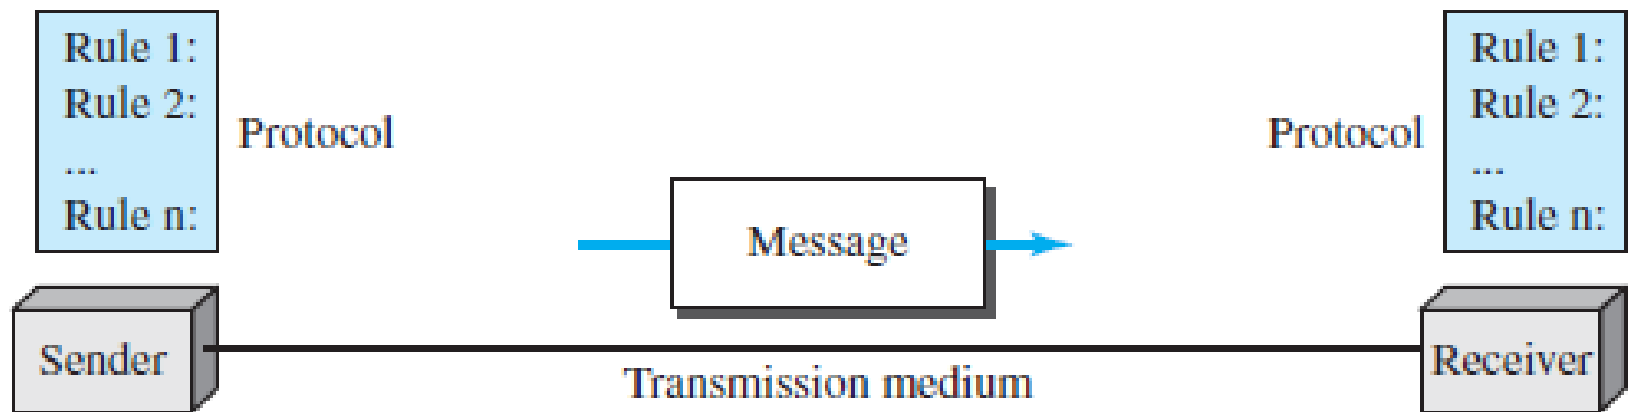 Rule 1:
Rule 2:
...
Rule n:
Protocol
Message
Protocol
Rule 1:
Rule 2:
...
Rule n:
Sender
Transmission medium
Receiver